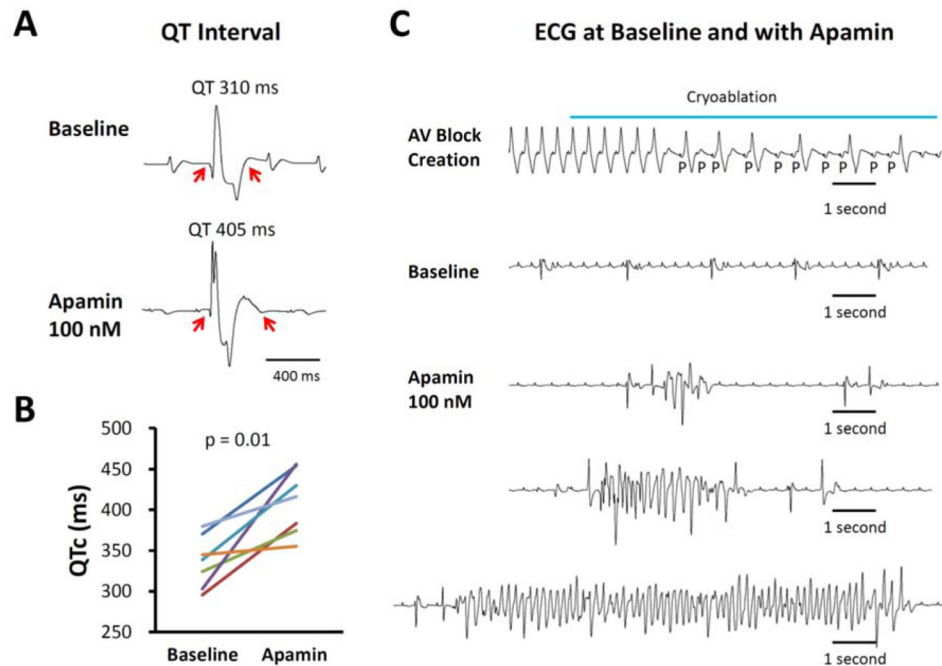 A
QT Interval
QT 310 ms
Baseline
QT 405 ms
Apamin
100 nM
400 ms
B
p = 0.01
500
450
400
350
300
250
QTc (ms)
Baseline
Apamin
C
ECG at Baseline and with Apamin
Cryoablation
AV Block
Creation
P P P P P P P P P
1 second
Baseline
1 second
Apamin
100 nM
1 second
1 second
1 second